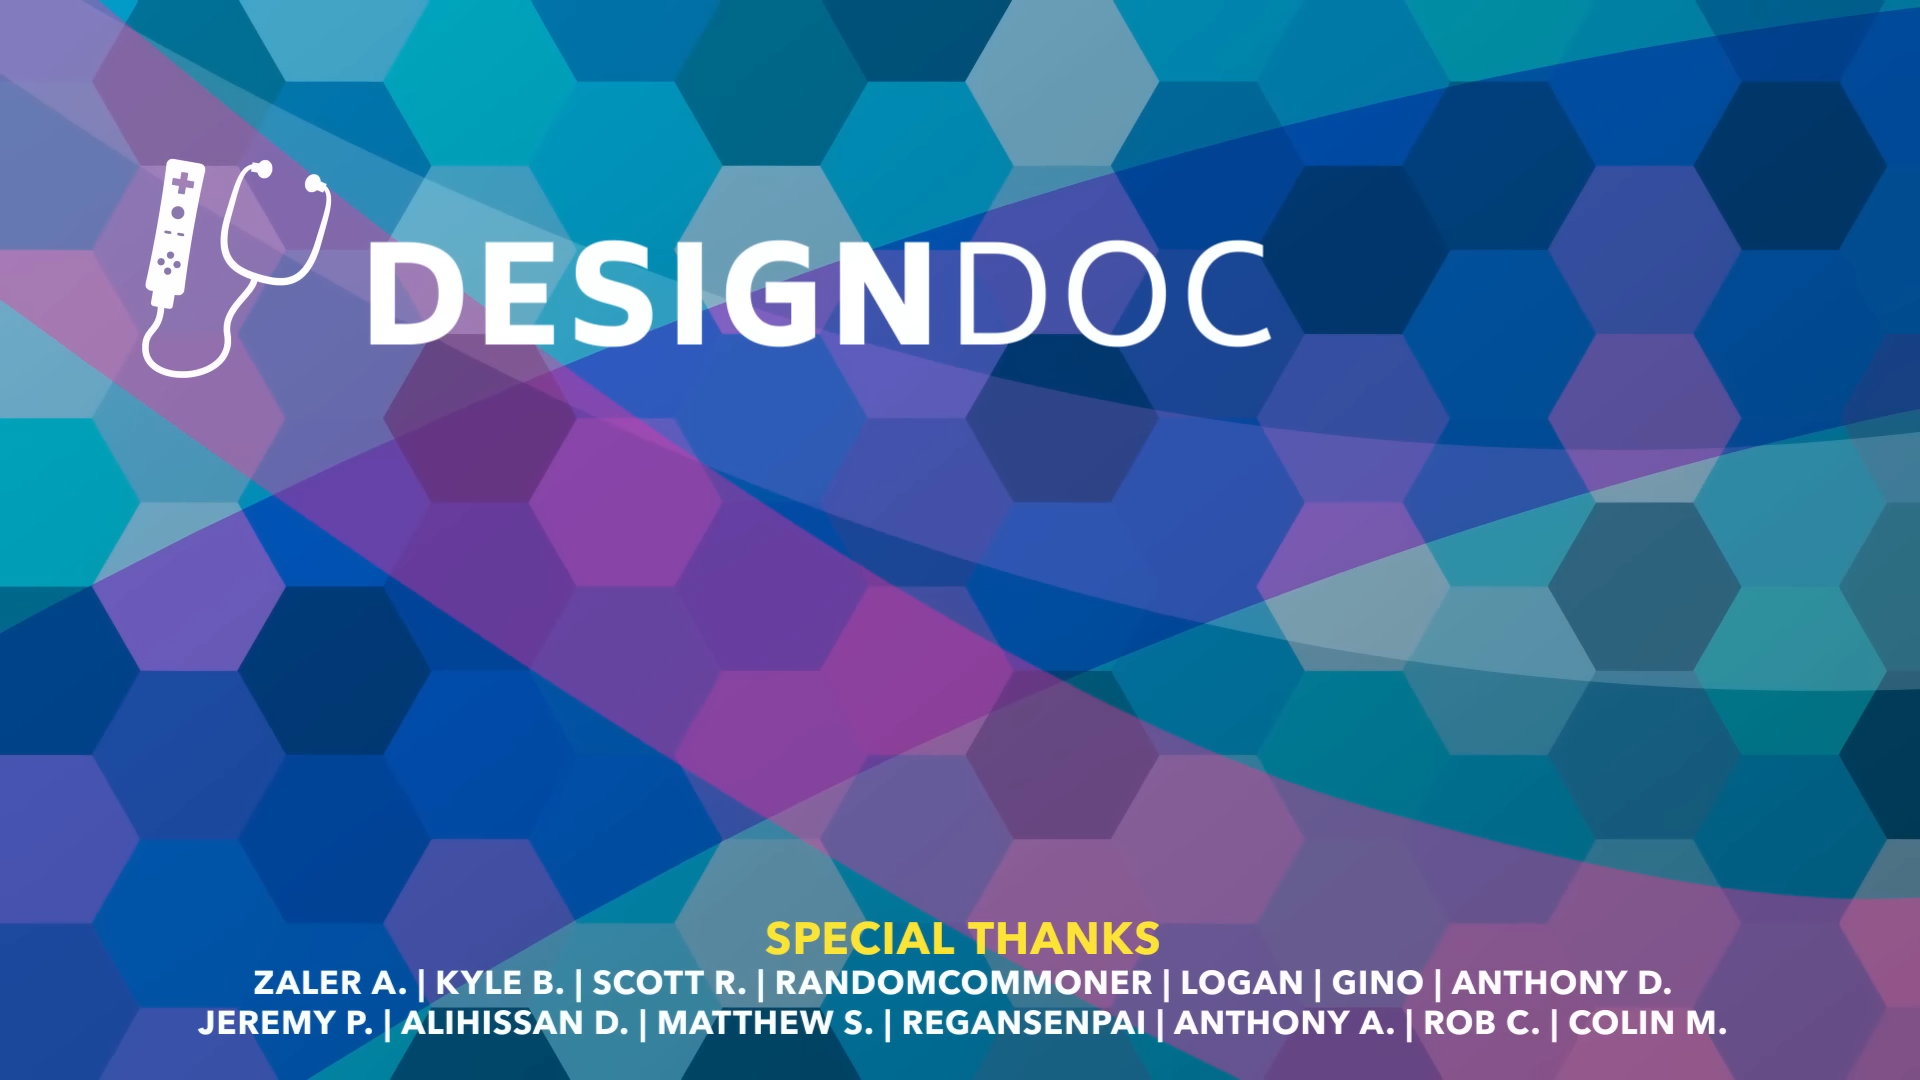 DESIGNDOC
SPECIAL THANKS
ZALER A. | KYLE B. | SCOTT R. | RANDOMCOMMONER | LOGAN | GINO | ANTHONY D.
JEREMY P. | ALIHISSAN D. | MATTHEW S. | REGANSENPAI | ANTHONY A. | ROB C. | COLIN M.